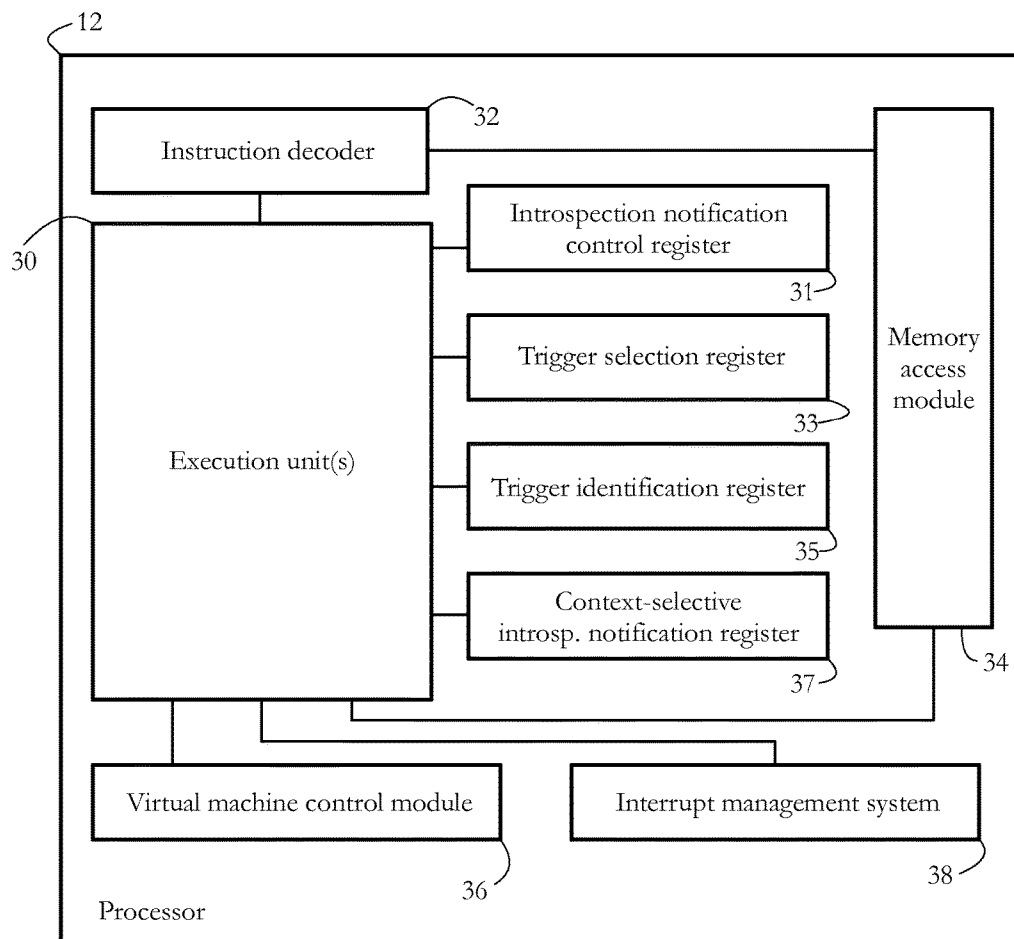 12
32
Instruction decoder
Introspection notification
control register
30
31
Memory
access
module
Trigger selection register
33
Execution unit(s)
Trigger identification register
35
Context-selective
introsp. notification register
34
37
Virtual machine control module
Interrupt management system
36
38
Processor